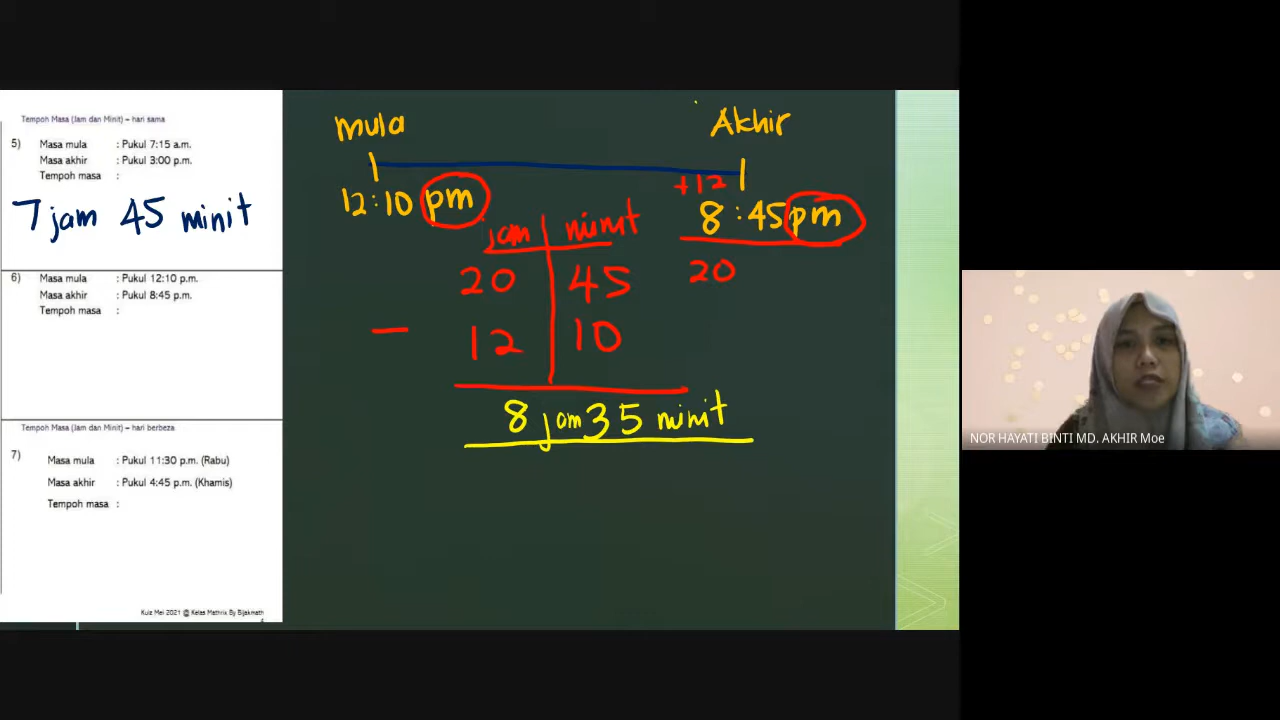 Tempoh Masa (Jam dan Minit) – hari sama
5) Masa mula : Pukul 7:15 a.m.
Masa akhir : Pukul 3:00 p.m.
Tempoh masa :
7 jam 45 minit
6) Masa mula : Pukul 12:10 p.m.
Masa akhir : Pukul 8:45 p.m.
Tempoh masa :
Tempoh Masa (Jam dan Minit) – hari berbeza
7) Masa mula : Pukul 11:30 p.m. (Rabu)
Masa akhir : Pukul 4:45 p.m. (Khamis)
Tempoh masa :
Kuiz Mei 2021 @ Kelas Mathrik By Bijakmath
mula
Akhir
+12
12:10 pm
8:45 pm
jam minit
20 45
20
− 12 10
8 jam 35 minit
NOR HAYATI BINTI MD. AKHIR Moe